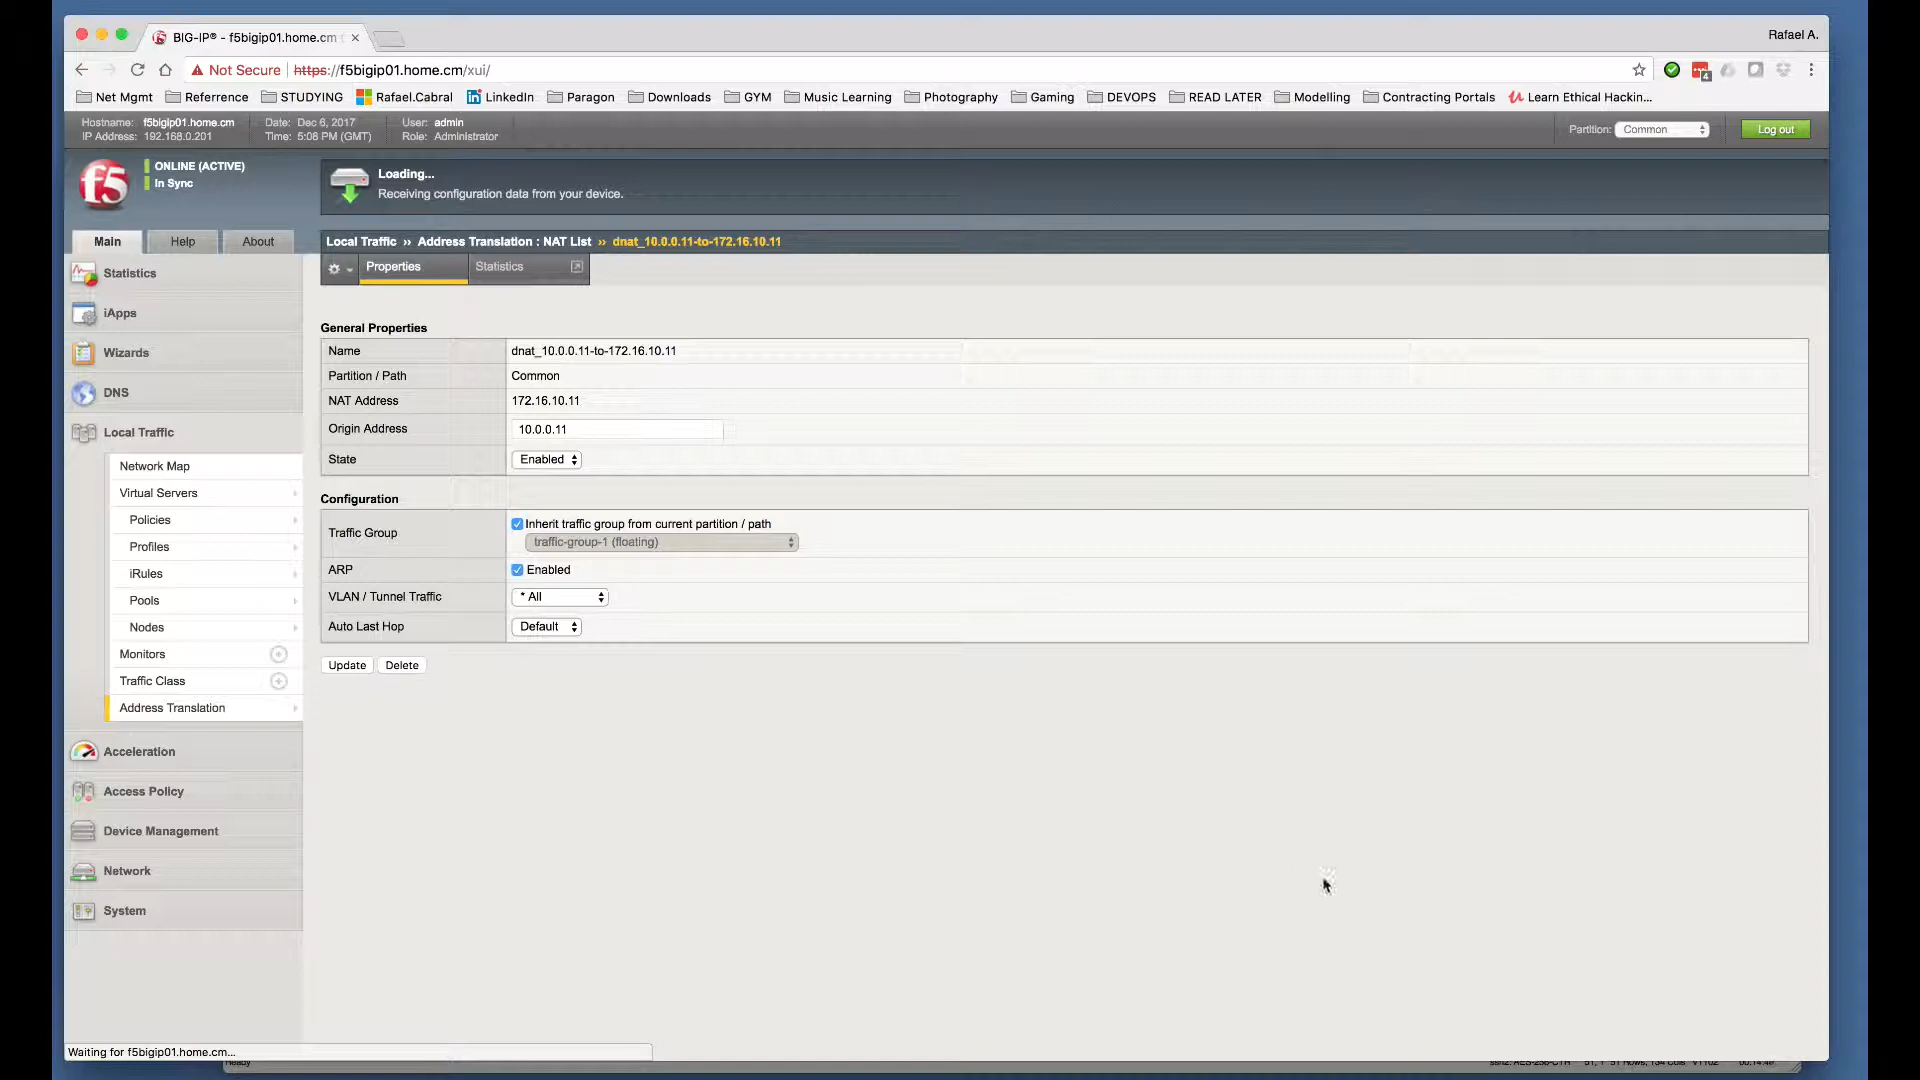 BIG-IP® - f5bigip01.home.cm
Rafael A.
Not Secure
https://f5bigip01.home.cm/xui/
Net Mgmt
Referrence
STUDYING
Rafael.Cabral
LinkedIn
Paragon
Downloads
GYM
Music Learning
Photography
Gaming
DEVOPS
READ LATER
Modelling
Contracting Portals
Learn Ethical Hackin...
Hostname: f5bigip01.home.cm
IP Address: 192.168.0.201
Date: Dec 6, 2017
Time: 5:08 PM (GMT)
User: admin
Role: Administrator
Partition: Common
Log out
f5
ONLINE (ACTIVE)
In Sync
Loading...
Receiving configuration data from your device.
Main
Help
About
Local Traffic ›› Address Translation : NAT List ›› dnat_10.0.0.11-to-172.16.10.11
Properties
Statistics
Statistics
iApps
Wizards
DNS
Local Traffic
Network Map
Virtual Servers
Policies
Profiles
iRules
Pools
Nodes
Monitors
Traffic Class
Address Translation
Acceleration
Access Policy
Device Management
Network
System
General Properties
Name dnat_10.0.0.11-to-172.16.10.11
Partition / Path Common
NAT Address 172.16.10.11
Origin Address 10.0.0.11
State Enabled
Configuration
Traffic Group Inherit traffic group from current partition / path
traffic-group-1 (floating)
ARP Enabled
VLAN / Tunnel Traffic * All
Auto Last Hop Default
Update
Delete
Waiting for f5bigip01.home.cm...